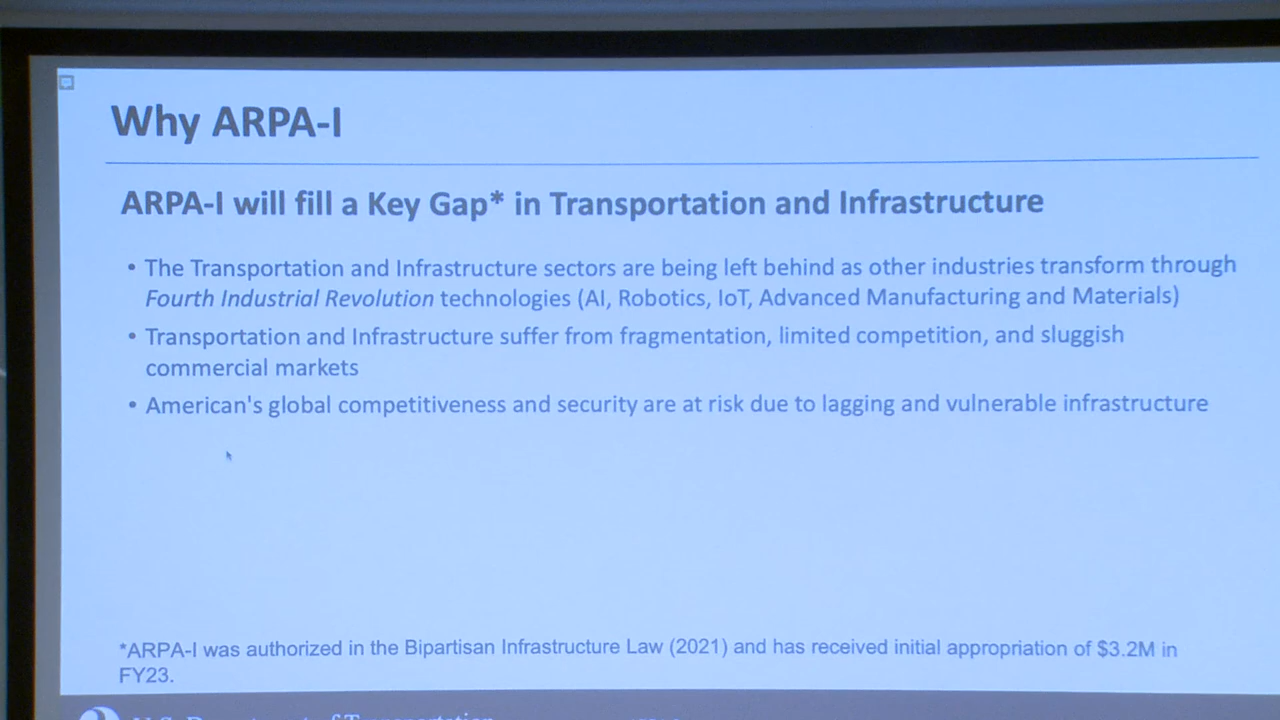 Why ARPA-I
ARPA-I will fill a Key Gap* in Transportation and Infrastructure
• The Transportation and Infrastructure sectors are being left behind as other industries transform through
Fourth Industrial Revolution technologies (AI, Robotics, IoT, Advanced Manufacturing and Materials)
• Transportation and Infrastructure suffer from fragmentation, limited competition, and sluggish
commercial markets
• American's global competitiveness and security are at risk due to lagging and vulnerable infrastructure
*ARPA-I was authorized in the Bipartisan Infrastructure Law (2021) and has received initial appropriation of $3.2M in
FY23.
U.S. Department of Transportation